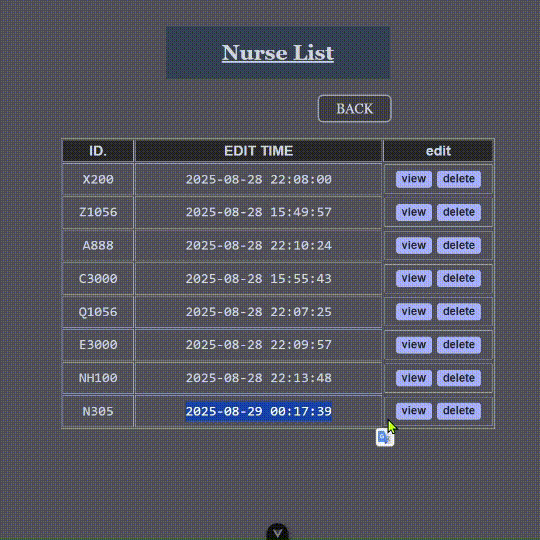 Nurse List
BACK
ID. EDIT TIME edit
X200 2025-08-28 22:08:00 view delete
Z1056 2025-08-28 15:49:57 view delete
A888 2025-08-28 22:10:24 view delete
C3000 2025-08-28 15:55:43 view delete
Q1056 2025-08-28 22:07:25 view delete
E3000 2025-08-28 22:09:57 view delete
NH100 2025-08-28 22:13:48 view delete
N305 2025-08-29 00:17:39 view delete